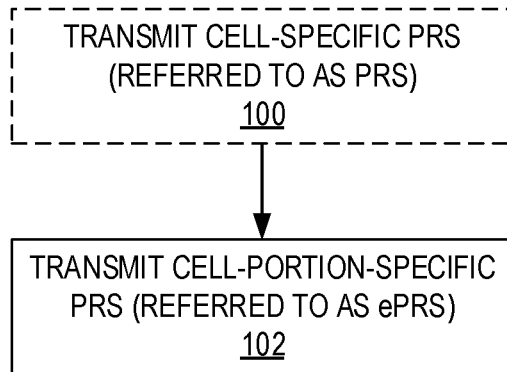 TRANSMIT CELL-SPECIFIC PRS
(REFERRED TO AS PRS)
100
TRANSMIT CELL-PORTION-SPECIFIC
PRS (REFERRED TO AS ePRS)
102